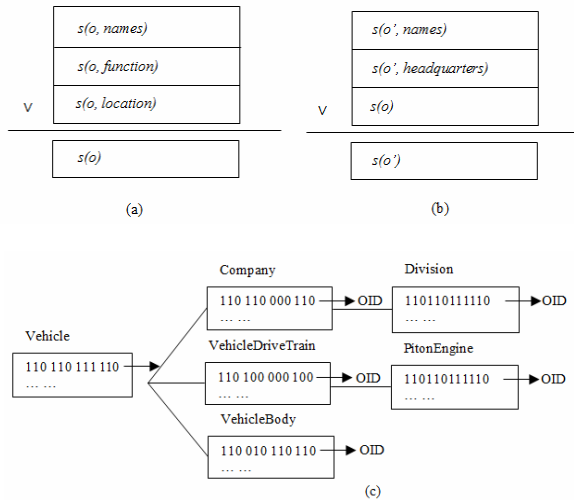 s(o, names)
s(o, function)
V s(o, location)
s(o)
(a)
s(o', names)
s(o', headquarters)
V s(o)
s(o')
(b)
Company Division
110 110 000 110 OID 110110111110 OID
... ... ... ...
Vehicle
110 110 111 110
... ...
VehicleDriveTrain PitonEngine
110 100 000 100 OID 110110111110 OID
... ... ... ...
VehicleBody
110 010 110 110 OID
... ...
(c)